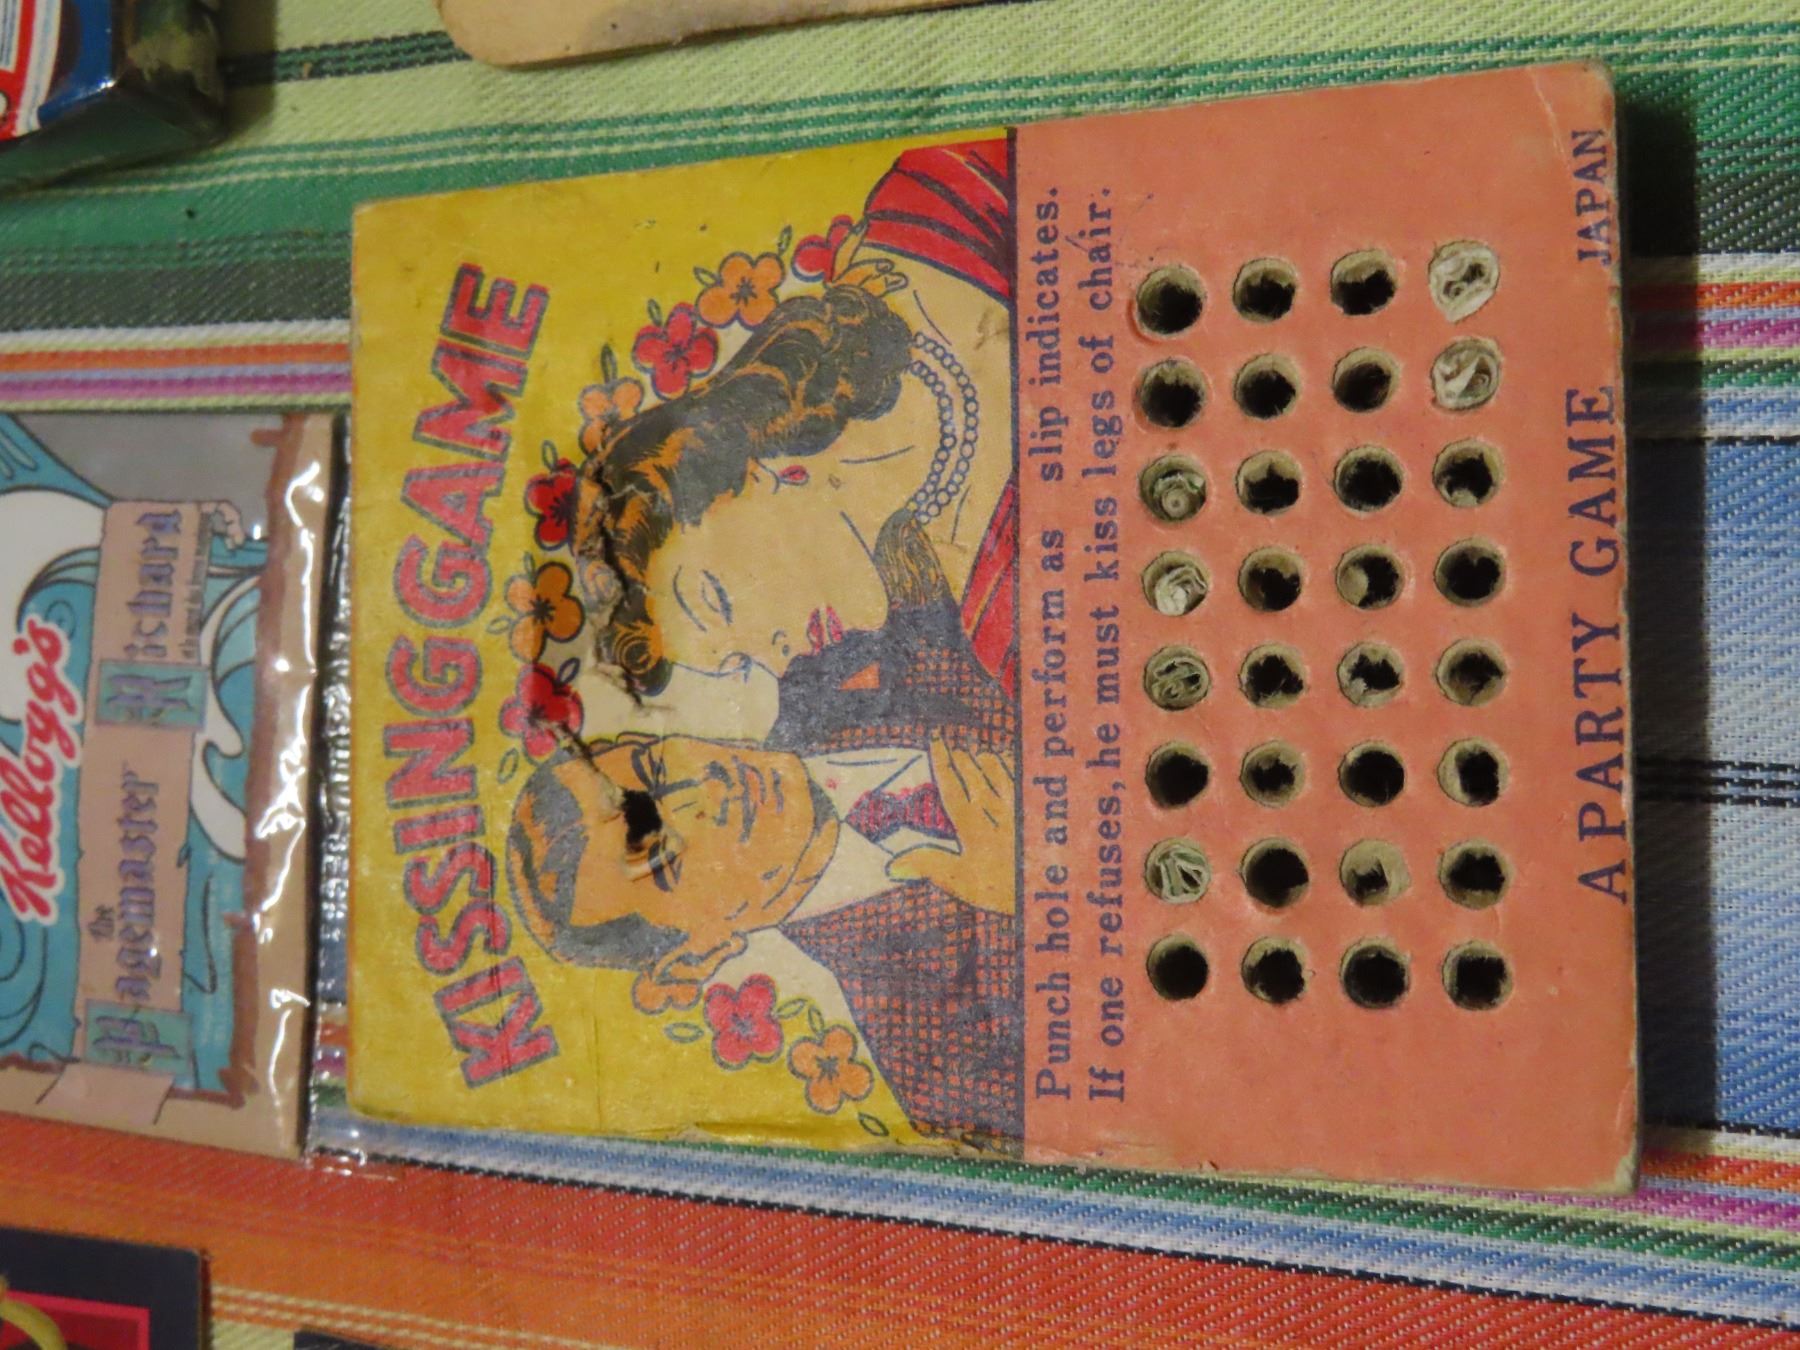 KISSING GAME
Punch hole and perform as slip indicates.
If one refuses, he must kiss legs of chair.
A PARTY GAME
JAPAN
Kellogg's
the
Pagemaster
Richard